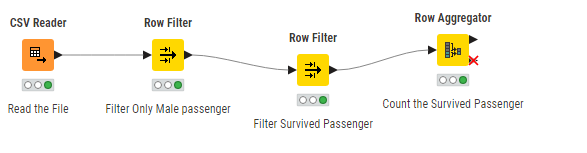 CSV Reader
Read the File
Row Filter
Filter Only Male passenger
Row Filter
Filter Survived Passenger
Row Aggregator
Count the Survived Passenger